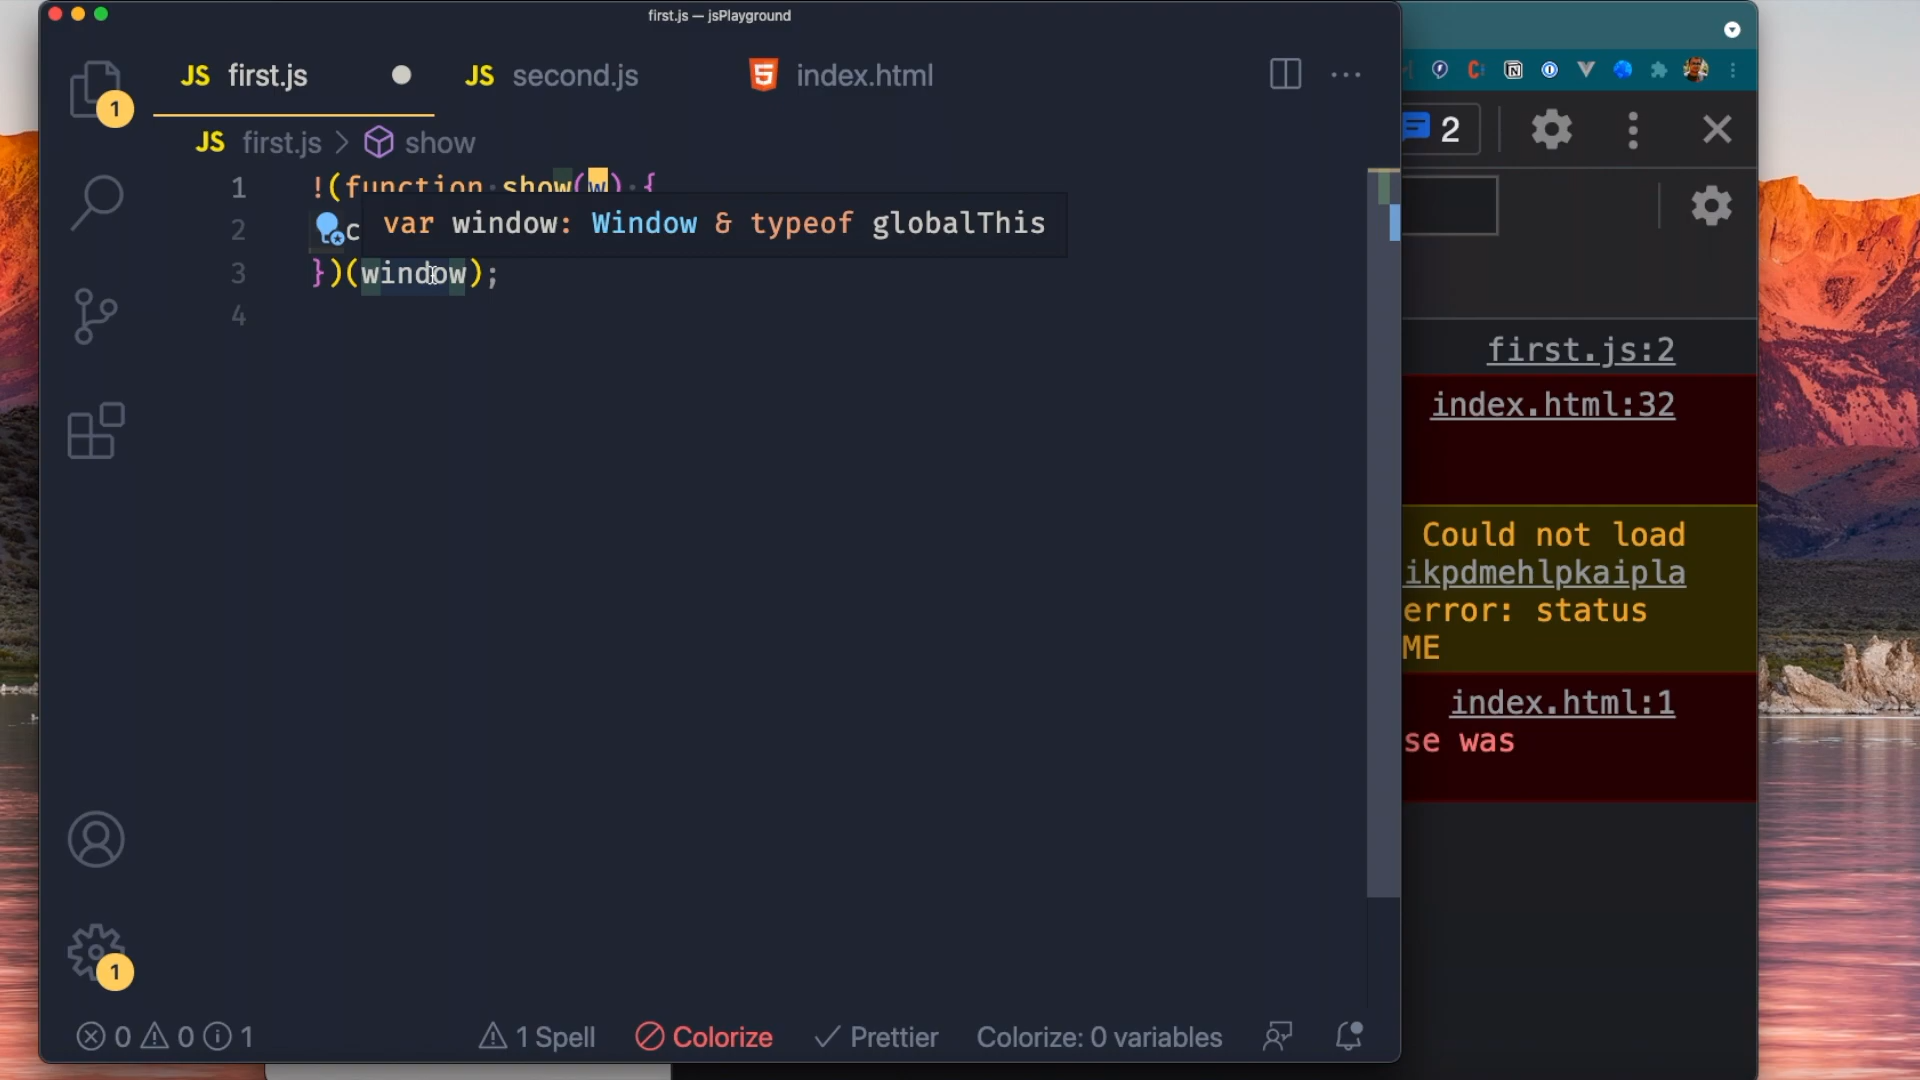 first.js — jsPlayground
JS first.js
JS second.js
5 index.html
1
JS first.js > show
1 !(function show(w) {
var window: Window & typeof globalThis
2 c
3 })(window);
4
1
0 0 1
1 Spell
Colorize
Prettier
Colorize: 0 variables
2
first.js:2
index.html:32
Could not load
ikpdmehlpkaipla
error: status
ME
index.html:1
se was